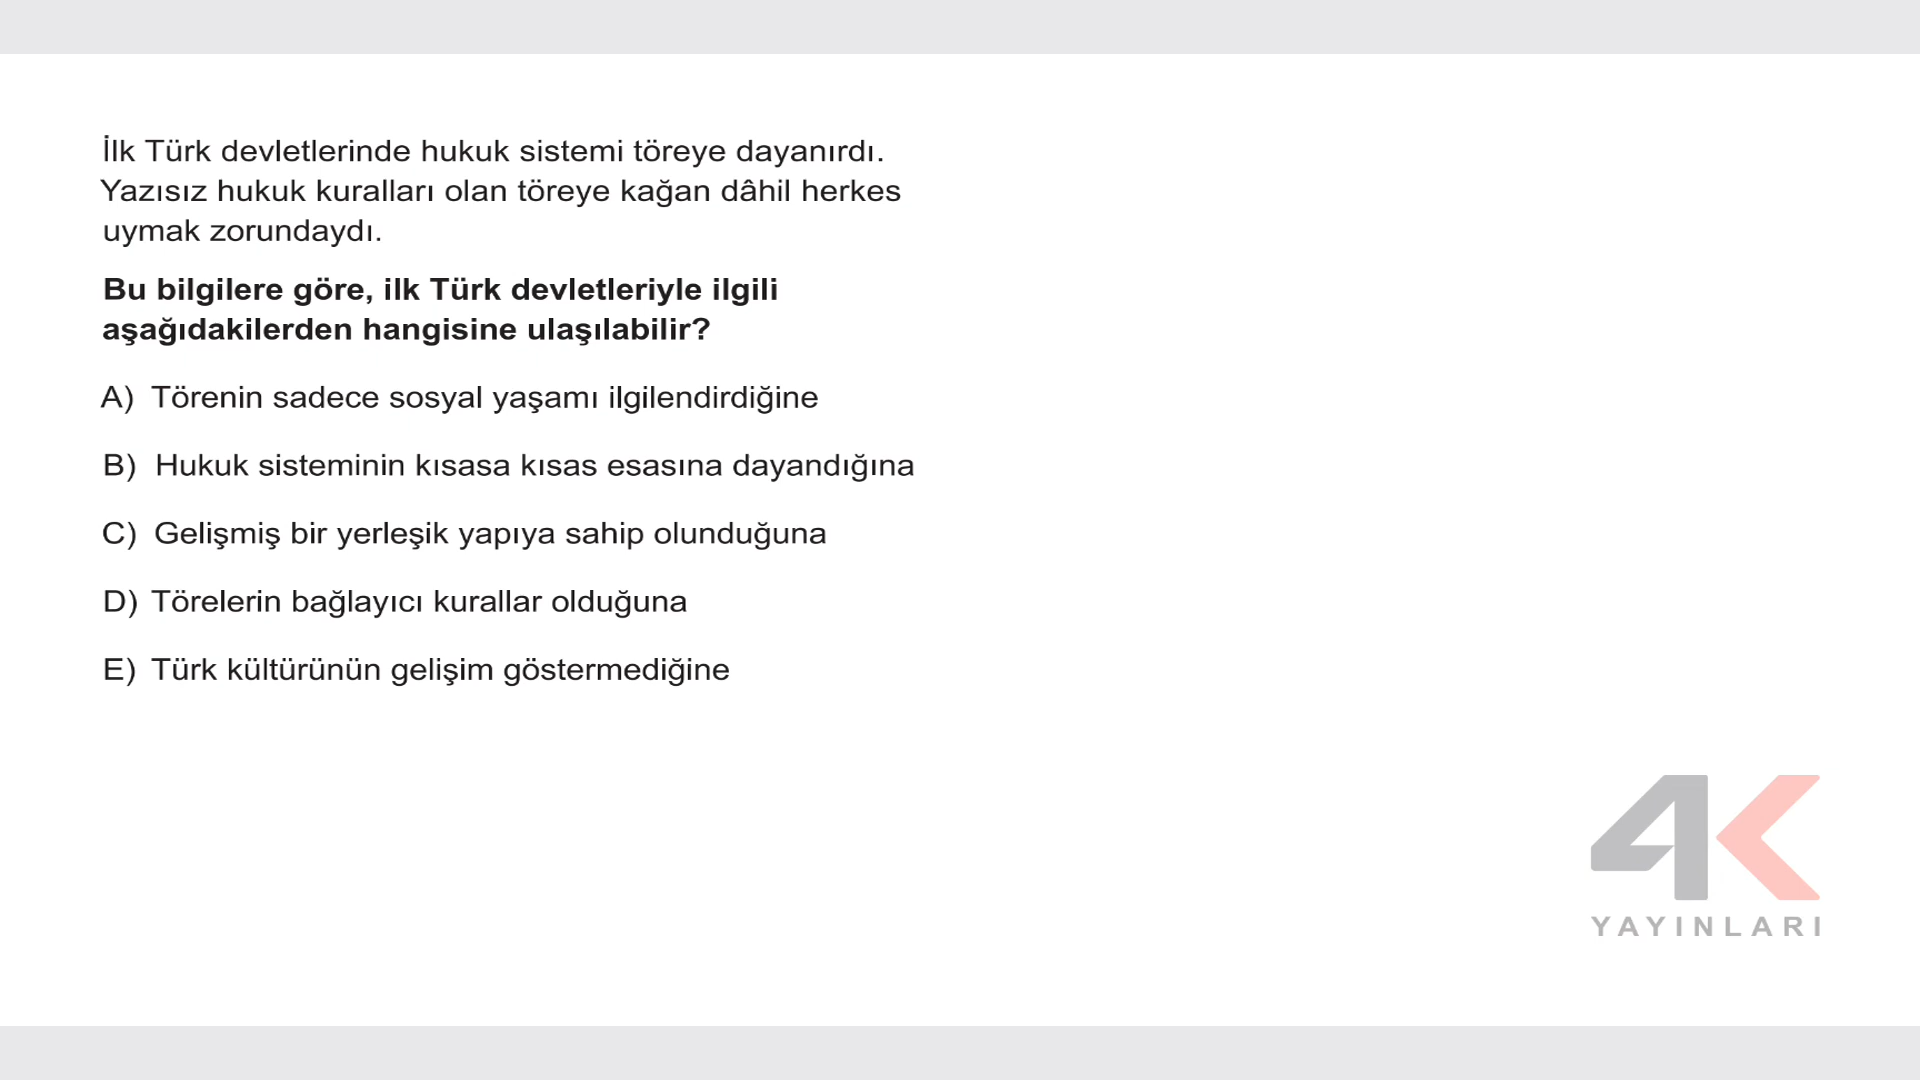 İlk Türk devletlerinde hukuk sistemi töreye dayanırdı.
Yazısız hukuk kuralları olan töreye kağan dâhil herkes
uymak zorundaydı.
Bu bilgilere göre, ilk Türk devletleriyle ilgili
aşağıdakilerden hangisine ulaşılabilir?
A) Törenin sadece sosyal yaşamı ilgilendirdiğine
B) Hukuk sisteminin kısasa kısas esasına dayandığına
C) Gelişmiş bir yerleşik yapıya sahip olunduğuna
D) Törelerin bağlayıcı kurallar olduğuna
E) Türk kültürünün gelişim göstermediğine
4K
YAYINLARI